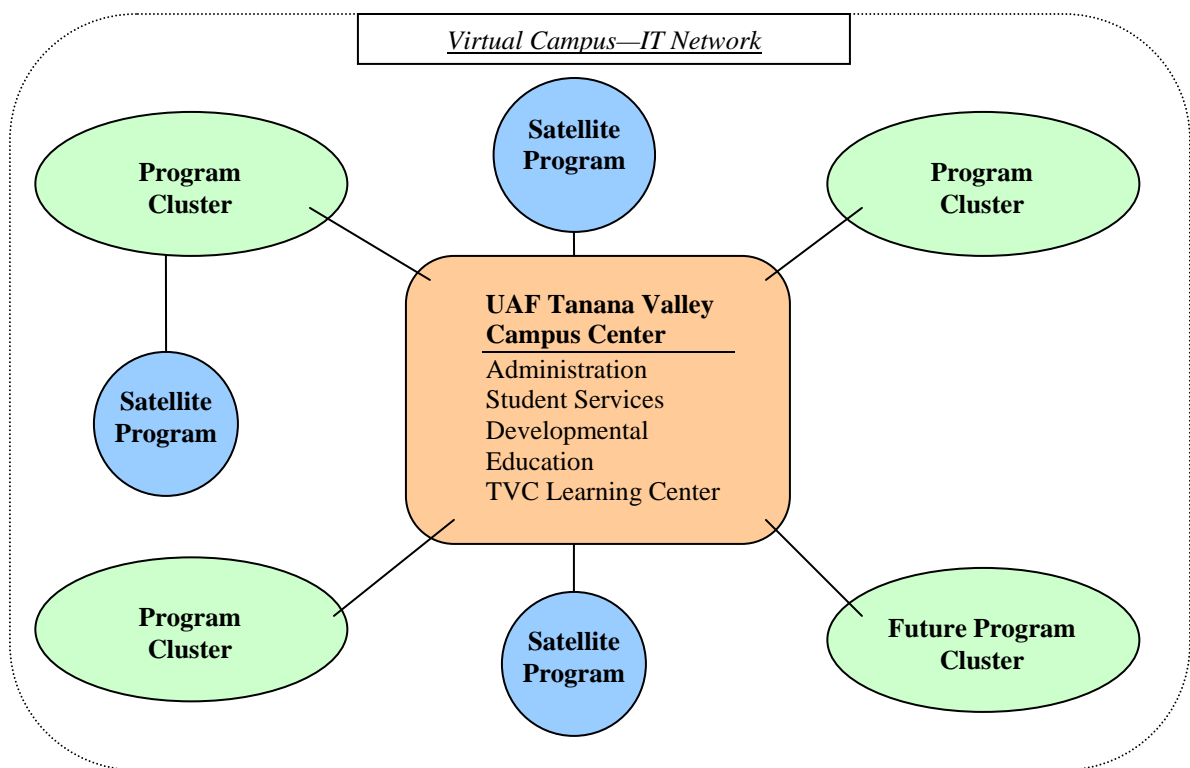 Virtual Campus—IT Network
Satellite
Program
Program
Cluster
Program
Cluster
UAF Tanana Valley
Campus Center
Administration
Student Services
Developmental
Education
TVC Learning Center
Satellite
Program
Program
Cluster
Satellite
Program
Future Program
Cluster